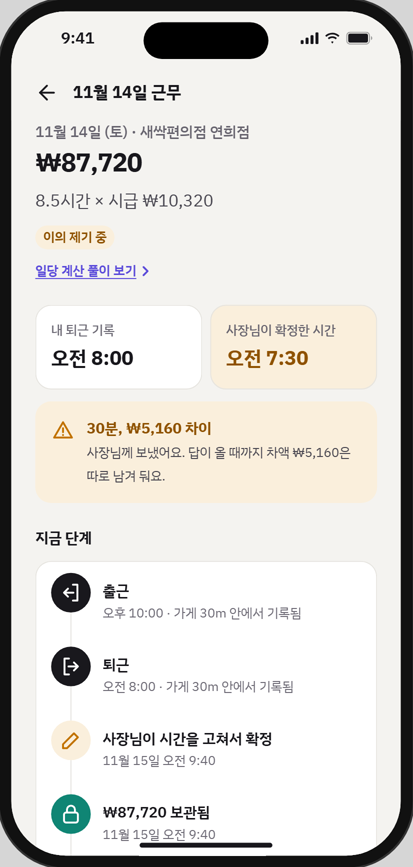 9:41
11월 14일 근무
11월 14일 (토) · 새싹편의점 연희점
₩87,720
8.5시간 × 시급 ₩10,320
이의 제기 중
일당 계산 풀이 보기
내 퇴근 기록
오전 8:00
사장님이 확정한 시간
오전 7:30
30분, ₩5,160 차이
사장님께 보냈어요. 답이 올 때까지 차액 ₩5,160은
따로 남겨 둬요.
지금 단계
출근
오후 10:00 · 가게 30m 안에서 기록됨
퇴근
오전 8:00 · 가게 30m 안에서 기록됨
사장님이 시간을 고쳐서 확정
11월 15일 오전 9:40
₩87,720 보관됨
11월 15일 오전 9:40